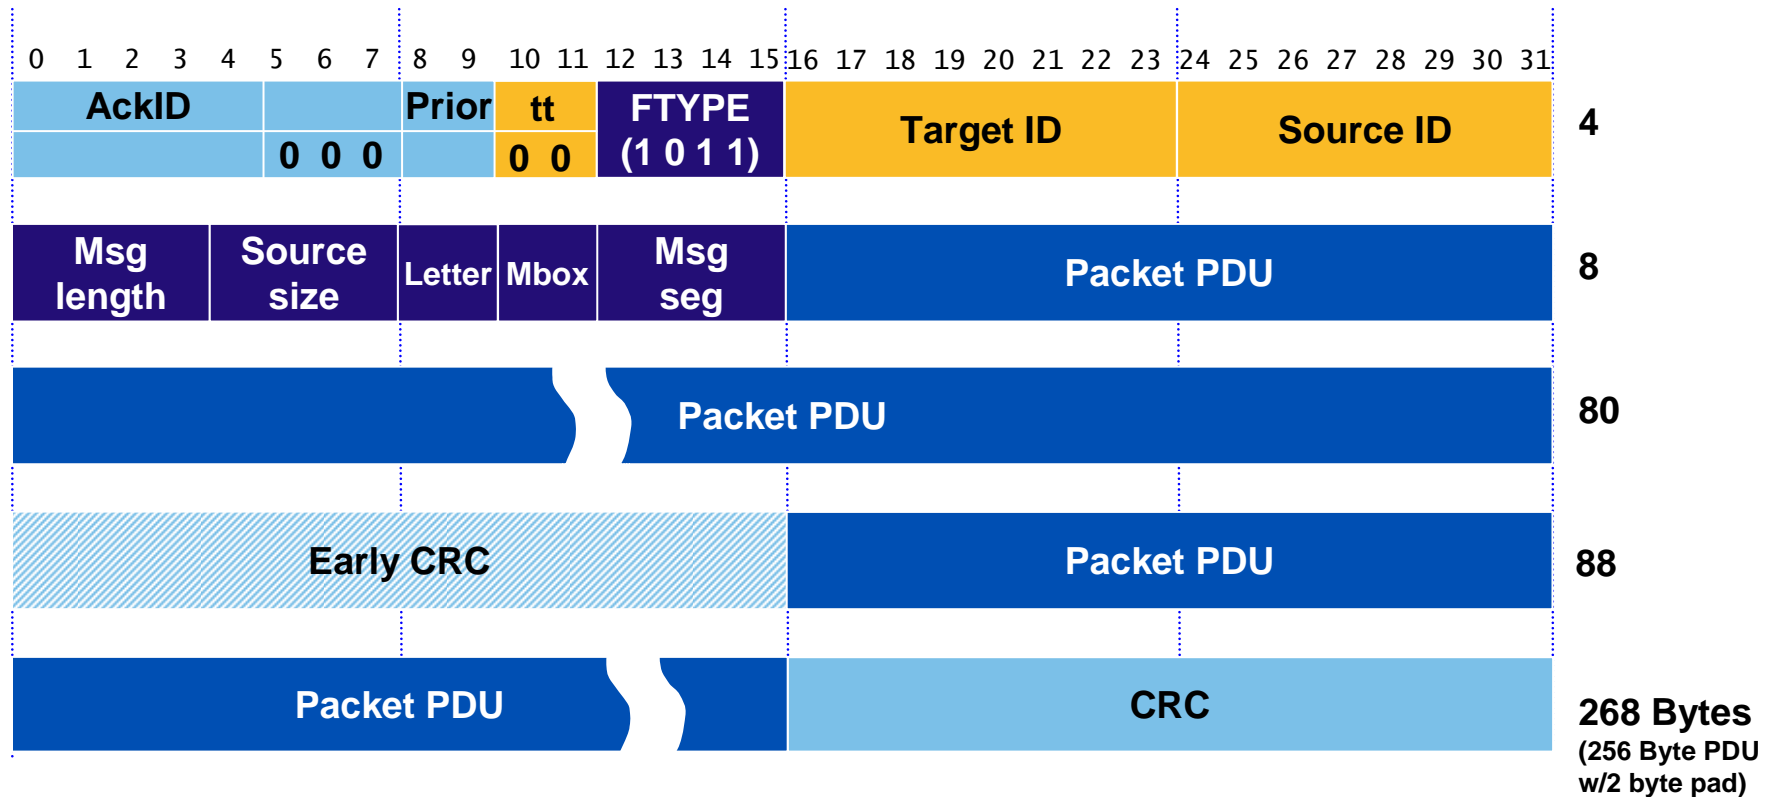 0 1 2 3 4 5 6 7 8 9 10 11 12 13 14 15 16 17 18 19 20 21 22 23 24 25 26 27 28 29 30 31
AckID Prior tt FTYPE Target ID Source ID 4
0 0 0 0 0 (1 0 1 1)
Msg Source Letter Mbox Msg Packet PDU 8
length size seg
Packet PDU 80
Early CRC Packet PDU 88
Packet PDU CRC 268 Bytes
(256 Byte PDU
w/2 byte pad)